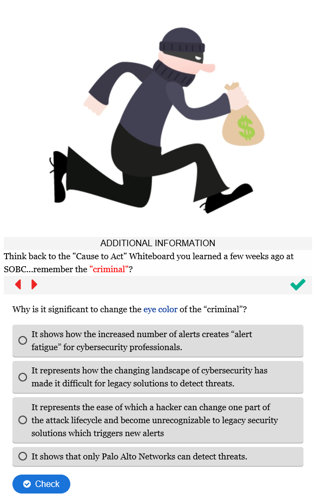 $
ADDITIONAL INFORMATION
Think back to the "Cause to Act" Whiteboard you learned a few weeks ago at
SOBC...remember the "criminal"?
Why is it significant to change the eye color of the “criminal”?
It shows how the increased number of alerts creates “alert
fatigue” for cybersecurity professionals.
It represents how the changing landscape of cybersecurity has
made it difficult for legacy solutions to detect threats.
It represents the ease of which a hacker can change one part of
the attack lifecycle and become unrecognizable to legacy security
solutions which triggers new alerts
It shows that only Palo Alto Networks can detect threats.
Check